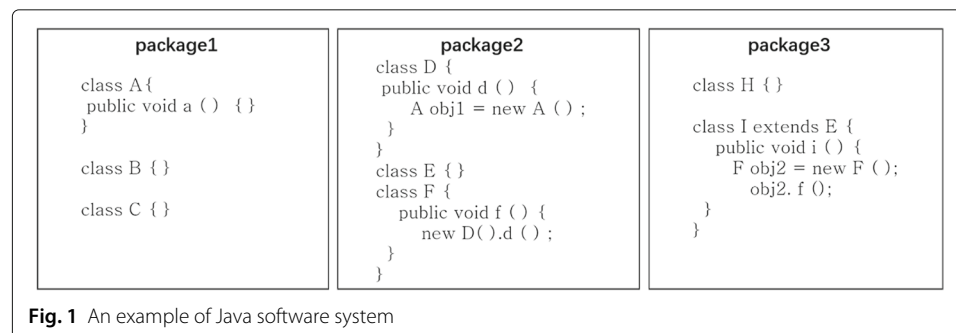 package1
class A{
public void a ( ) { }
}
class B { }
class C { }
package2
class D {
public void d ( ) {
A obj1 = new A ( ) ;
}
}
class E { }
class F {
public void f ( ) {
new D( ).d ( ) ;
}
}
package3
class H { }
class I extends E {
public void i ( ) {
F obj2 = new F ( );
obj2. f ();
}
}
Fig. 1 An example of Java software system